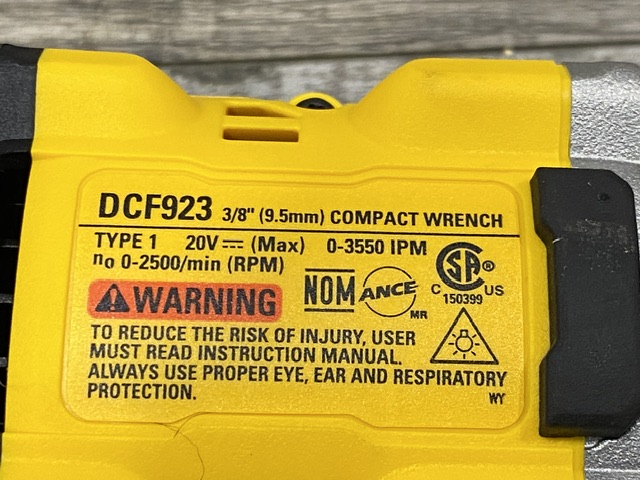 DCF923 3/8" (9.5mm) COMPACT WRENCH
TYPE 1 20V⎓ (Max) 0-3550 IPM
no 0-2500/min (RPM)
SA®
C US
150399
NOM
ANCE
MR
WARNING
TO REDUCE THE RISK OF INJURY, USER
MUST READ INSTRUCTION MANUAL.
ALWAYS USE PROPER EYE, EAR AND RESPIRATORY
PROTECTION.
WY